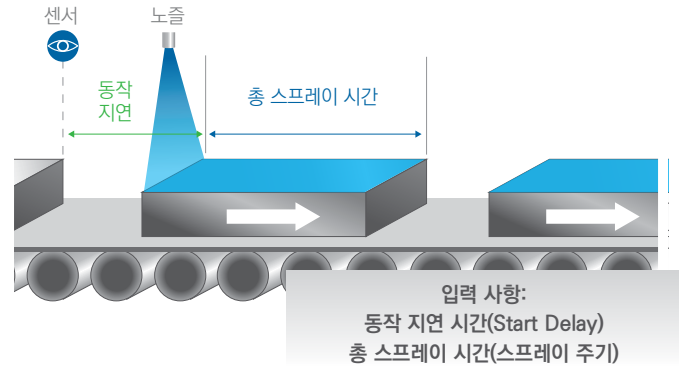 센서
노즐
동작
지연
총 스프레이 시간
입력 사항:
동작 지연 시간(Start Delay)
총 스프레이 시간(스프레이 주기)